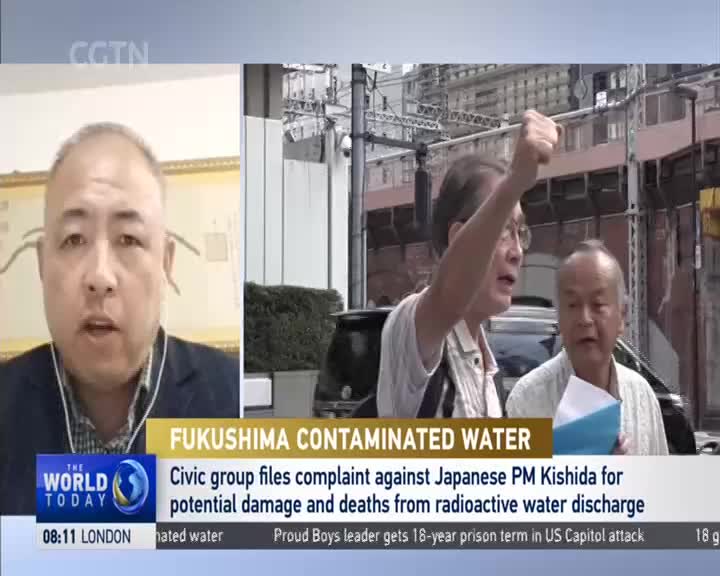 CGTN
FUKUSHIMA CONTAMINATED WATER
Civic group files complaint against Japanese PM Kishida for
potential damage and deaths from radioactive water discharge
THE
WORLD
TODAY
08:11 LONDON
nated water Proud Boys leader gets 18-year prison term in US Capitol attack 18 g